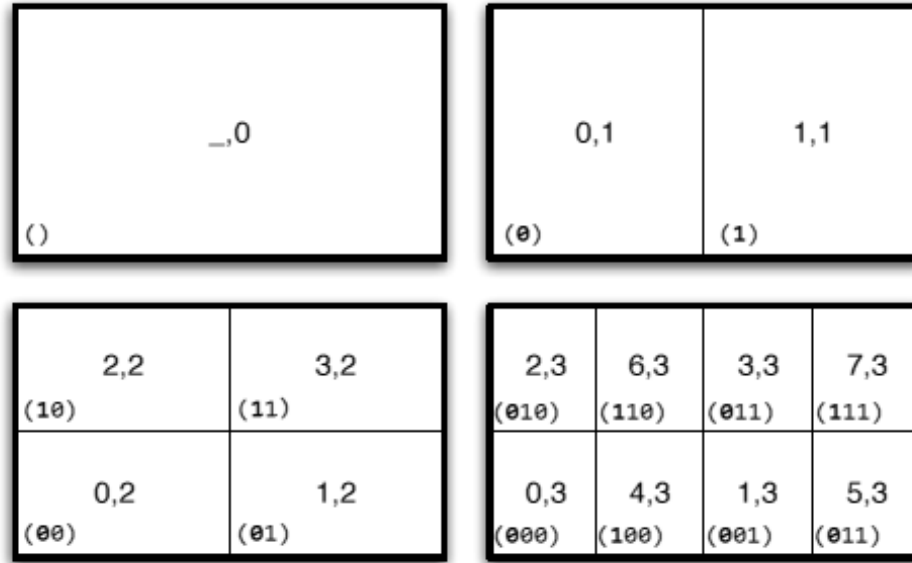 _,0
()
0,1 1,1
(0) (1)
2,2 3,2
(10) (11)
0,2 1,2
(00) (01)
2,3 6,3 3,3 7,3
(010) (110) (011) (111)
0,3 4,3 1,3 5,3
(000) (100) (001) (011)